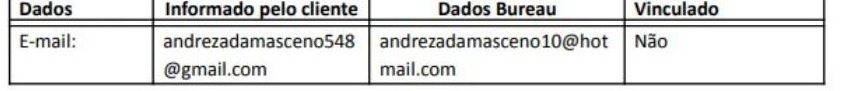 Dados Informado pelo cliente Dados Bureau Vinculado
E-mail: andrezadamasceno548 andrezadamasceno10@hot Não
@gmail.com mail.com